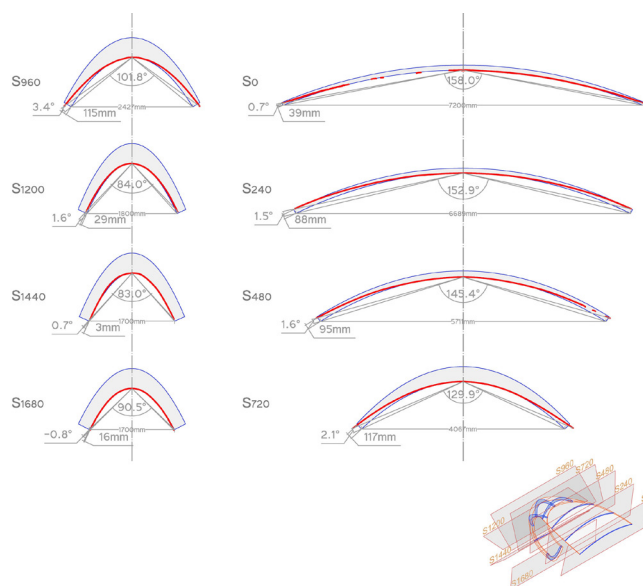 S960
101.8°
3.4°
115mm
2427mm
S1200
84.0°
1.6°
29mm
1800mm
S1440
83.0°
0.7°
3mm
1700mm
S1680
90.5°
-0.8°
16mm
1700mm
S0
158.0°
0.7°
39mm
7200mm
S240
152.9°
1.5°
88mm
S480
145.4°
1.6°
95mm
S720
129.9°
2.1°
117mm
S960
S720
S480
S240
S1200
S1440
S1680